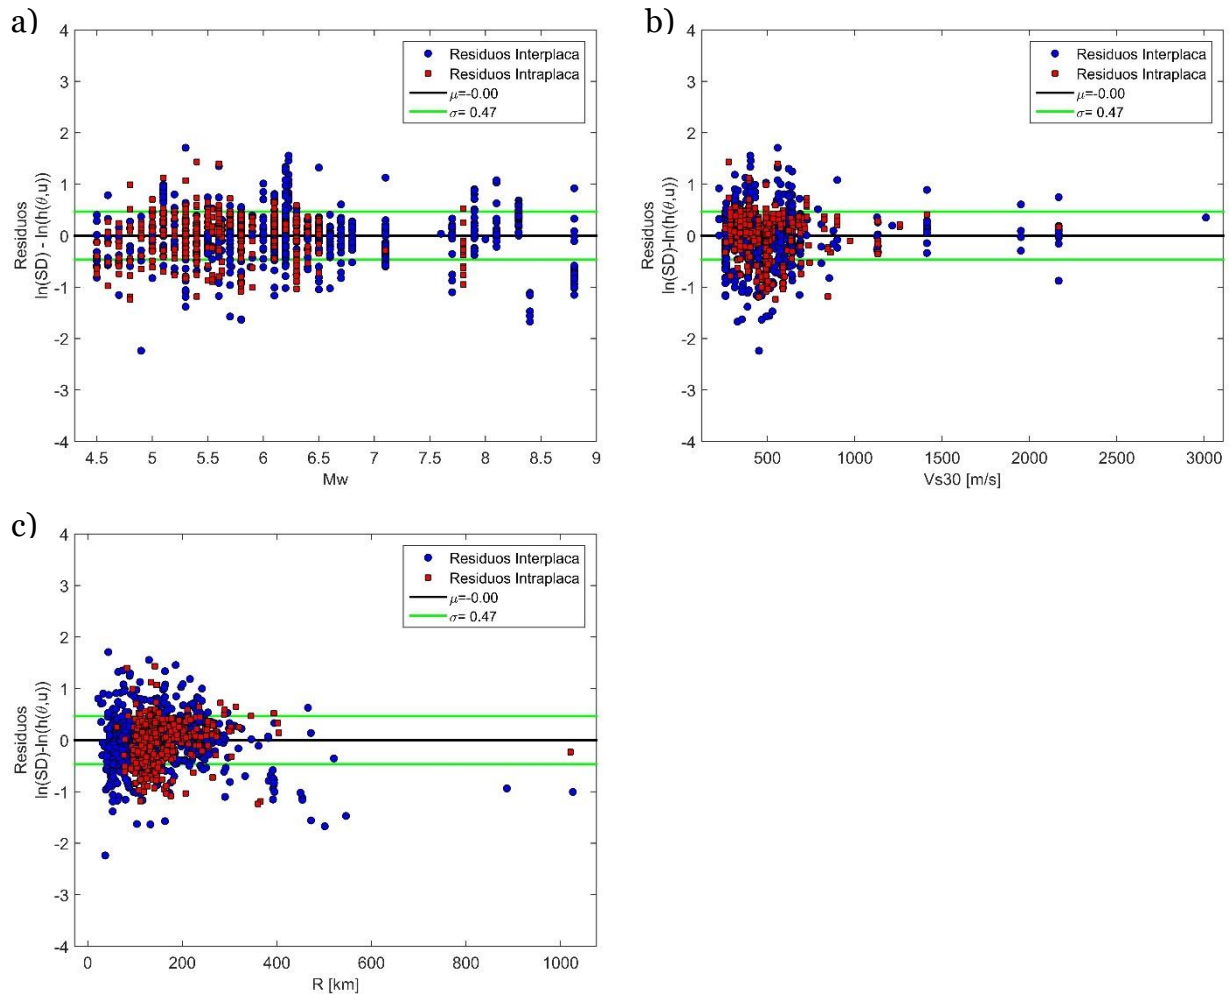 a)
4
3
2
1
0
-1
-2
-3
-4
Residuos
ln(SD) - ln(h(θ,u))
Residuos Interplaca
Residuos Intraplaca
μ=-0.00
σ= 0.47
4.5 5 5.5 6 6.5 7 7.5 8 8.5 9
Mw
b)
4
3
2
1
0
-1
-2
-3
-4
Residuos
ln(SD)-ln(h(θ,u))
Residuos Interplaca
Residuos Intraplaca
μ=-0.00
σ= 0.47
500 1000 1500 2000 2500 3000
Vs30 [m/s]
c)
4
3
2
1
0
-1
-2
-3
-4
Residuos
ln(SD)-ln(h(θ,u))
Residuos Interplaca
Residuos Intraplaca
μ=-0.00
σ= 0.47
0 200 400 600 800 1000
R [km]